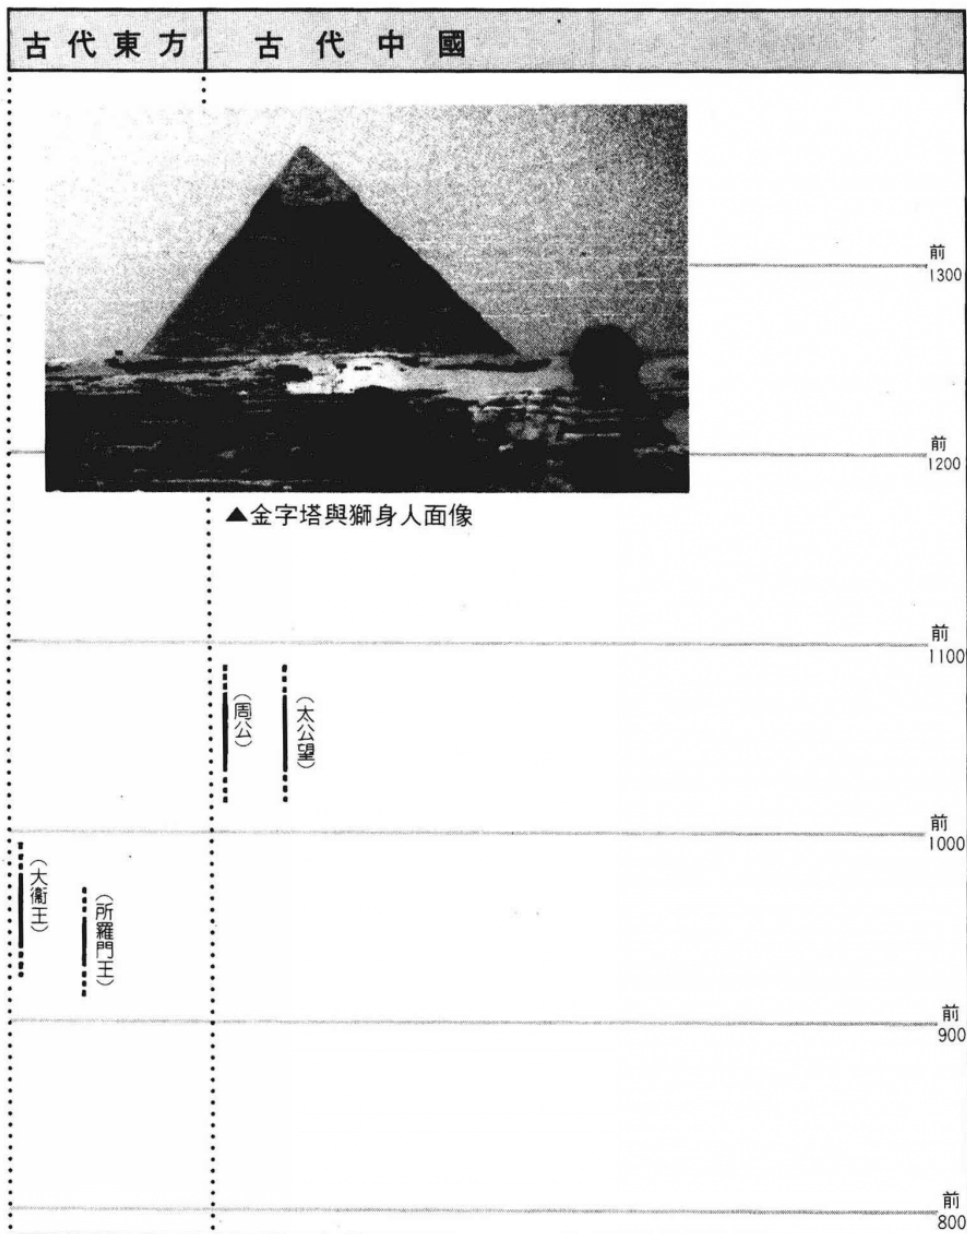 古代東方
古代中國
前
1300
前
1200
▲金字塔與獅身人面像
前
1100
(周公)
(太公望)
前
1000
(大衞王)
(所羅門王)
前
900
前
800